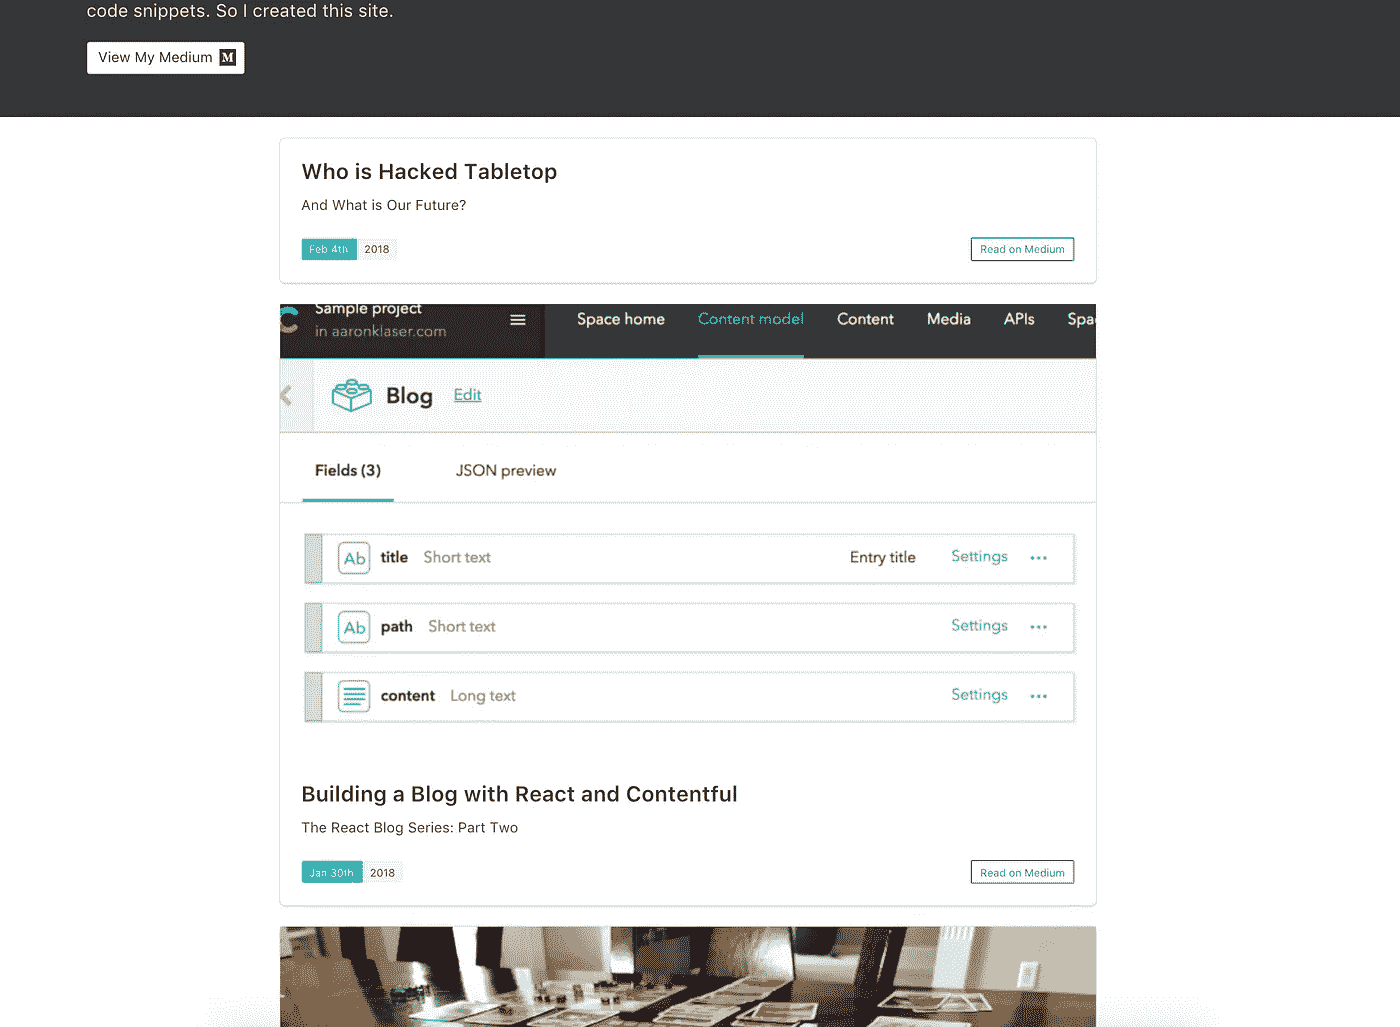 code snippets. So I created this site.
View My Medium M
Who is Hacked Tabletop
And What is Our Future?
Feb 4th 2018 Read on Medium
Sample project
in aaronklaser.com
Space home Content model Content Media APIs
Blog Edit
Fields (3) JSON preview
Ab title Short text Entry title Settings ...
Ab path Short text Settings ...
content Long text Settings ...
Building a Blog with React and Contentful
The React Blog Series: Part Two
Jan 30th 2018 Read on Medium